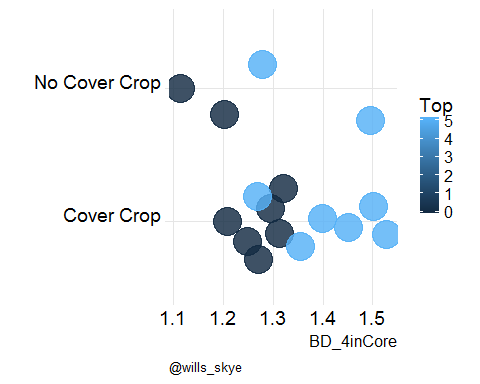 No Cover Crop
Cover Crop
Top
5
4
3
2
1
0
1.1 1.2 1.3 1.4 1.5
BD_4inCore
@wills_skye